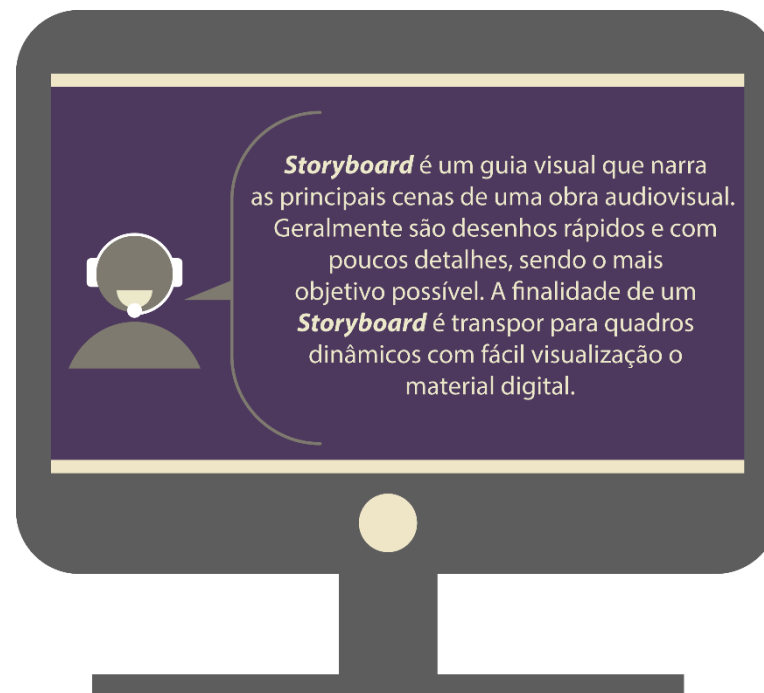 Storyboard é um guia visual que narra
as principais cenas de uma obra audiovisual.
Geralmente são desenhos rápidos e com
poucos detalhes, sendo o mais
objetivo possível. A finalidade de um
Storyboard é transpor para quadros
dinâmicos com fácil visualização o
material digital.